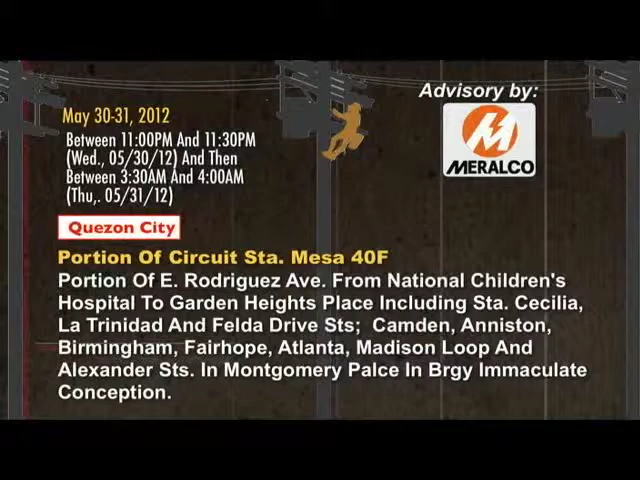 Advisory by:
MERALCO
May 30-31, 2012
Between 11:00PM And 11:30PM
(Wed., 05/30/12) And Then
Between 3:30AM And 4:00AM
(Thu,. 05/31/12)
Quezon City
Portion Of Circuit Sta. Mesa 40F
Portion Of E. Rodriguez Ave. From National Children's
Hospital To Garden Heights Place Including Sta. Cecilia,
La Trinidad And Felda Drive Sts;  Camden, Anniston,
Birmingham, Fairhope, Atlanta, Madison Loop And
Alexander Sts. In Montgomery Palce In Brgy Immaculate
Conception.